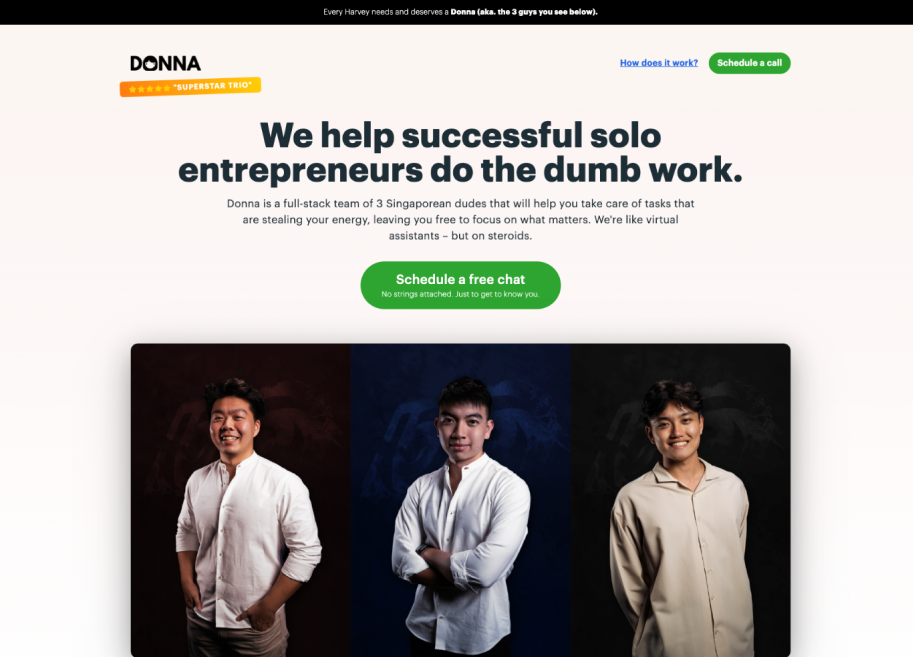 Every Harvey needs and deserves a Donna (aka. the 3 guys you see below).
DONNA
How does it work?
Schedule a call
"SUPERSTAR TRIO"
We help successful solo
entrepreneurs do the dumb work.
Donna is a full-stack team of 3 Singaporean dudes that will help you take care of tasks that
are stealing your energy, leaving you free to focus on what matters. We're like virtual
assistants – but on steroids.
Schedule a free chat
No strings attached. Just to get to know you.